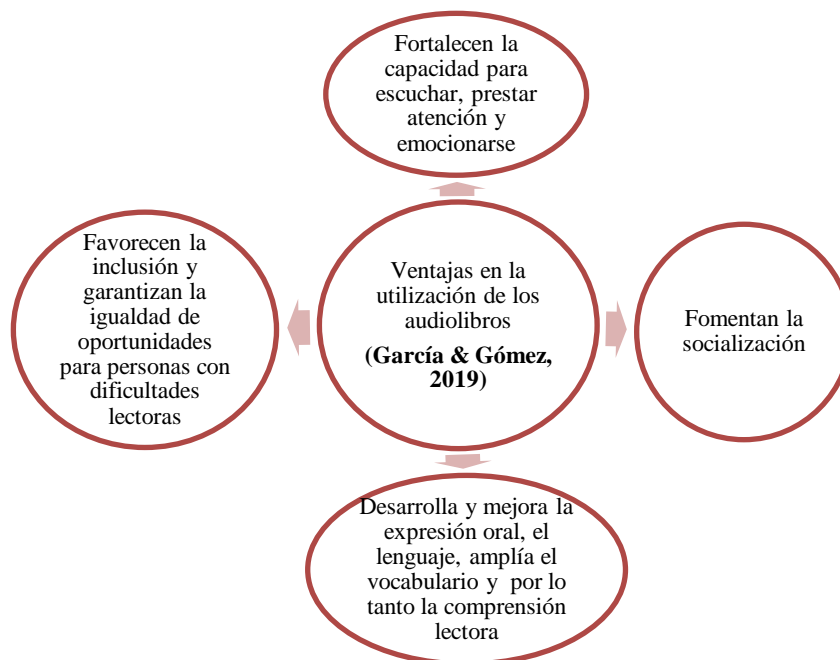 Fortalecen la
capacidad para
escuchar, prestar
atención y
emocionarse
Favorecen la
inclusión y
garantizan la
igualdad de
oportunidades
para personas con
dificultades
lectoras
Ventajas en la
utilización de los
audiolibros
(García & Gómez,
2019)
Fomentan la
socialización
Desarrolla y mejora la
expresión oral, el
lenguaje, amplía el
vocabulario y  por lo
tanto la comprensión
lectora